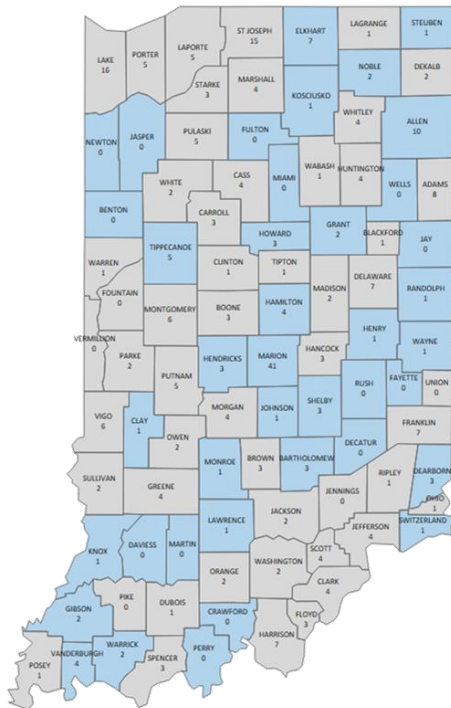 ST JOSEPH
15
ELKHART
7
LAGRANGE
1
STEUBEN
1
LAKE
16
PORTER
5
LAPORTE
5
NOBLE
2
DEKALB
2
STARKE
3
MARSHALL
4
KOSCIUSKO
1
WHITLEY
4
ALLEN
10
NEWTON
0
JASPER
0
PULASKI
5
FULTON
0
WABASH
1
HUNTINGTON
4
WHITE
2
CASS
4
MIAMI
0
WELLS
0
ADAMS
8
BENTON
0
CARROLL
3
HOWARD
3
GRANT
2
BLACKFORD
1
JAY
0
TIPPECANOE
5
WARREN
1
CLINTON
1
TIPTON
1
MADISON
2
DELAWARE
7
RANDOLPH
1
FOUNTAIN
0
MONTGOMERY
6
BOONE
3
HAMILTON
4
HENRY
1
WAYNE
1
VERMILLION
0
PARKE
2
PUTNAM
5
HENDRICKS
3
MARION
41
HANCOCK
3
RUSH
0
FAYETTE
0
UNION
0
VIGO
6
CLAY
1
OWEN
2
MORGAN
4
JOHNSON
1
SHELBY
3
FRANKLIN
7
DECATUR
0
SULLIVAN
2
GREENE
4
MONROE
1
BROWN
3
BARTHOLOMEW
3
RIPLEY
1
DEARBORN
3
JENNINGS
0
OHIO
1
JACKSON
2
SWITZERLAND
1
JEFFERSON
4
KNOX
1
DAVIESS
0
MARTIN
0
LAWRENCE
1
SCOTT
4
ORANGE
2
WASHINGTON
2
CLARK
4
GIBSON
2
PIKE
0
DUBOIS
1
CRAWFORD
0
FLOYD
3
HARRISON
7
POSEY
1
VANDERBURGH
4
WARRICK
2
SPENCER
3
PERRY
0